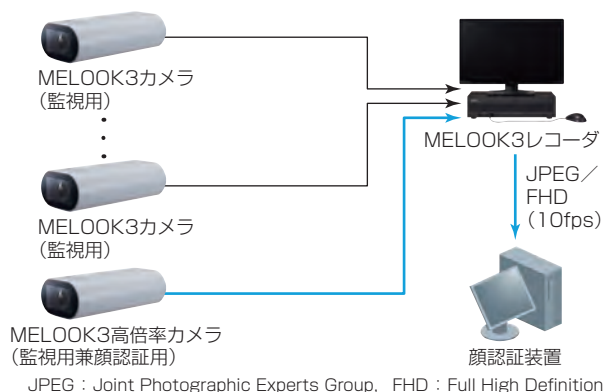 MELOOK3カメラ
(監視用)
MELOOK3カメラ
(監視用)
MELOOK3高倍率カメラ
(監視用兼顔認証用)
MELOOK3レコーダ
JPEG/
FHD
(10fps)
顔認証装置
JPEG:Joint Photographic Experts Group, FHD:Full High Definition